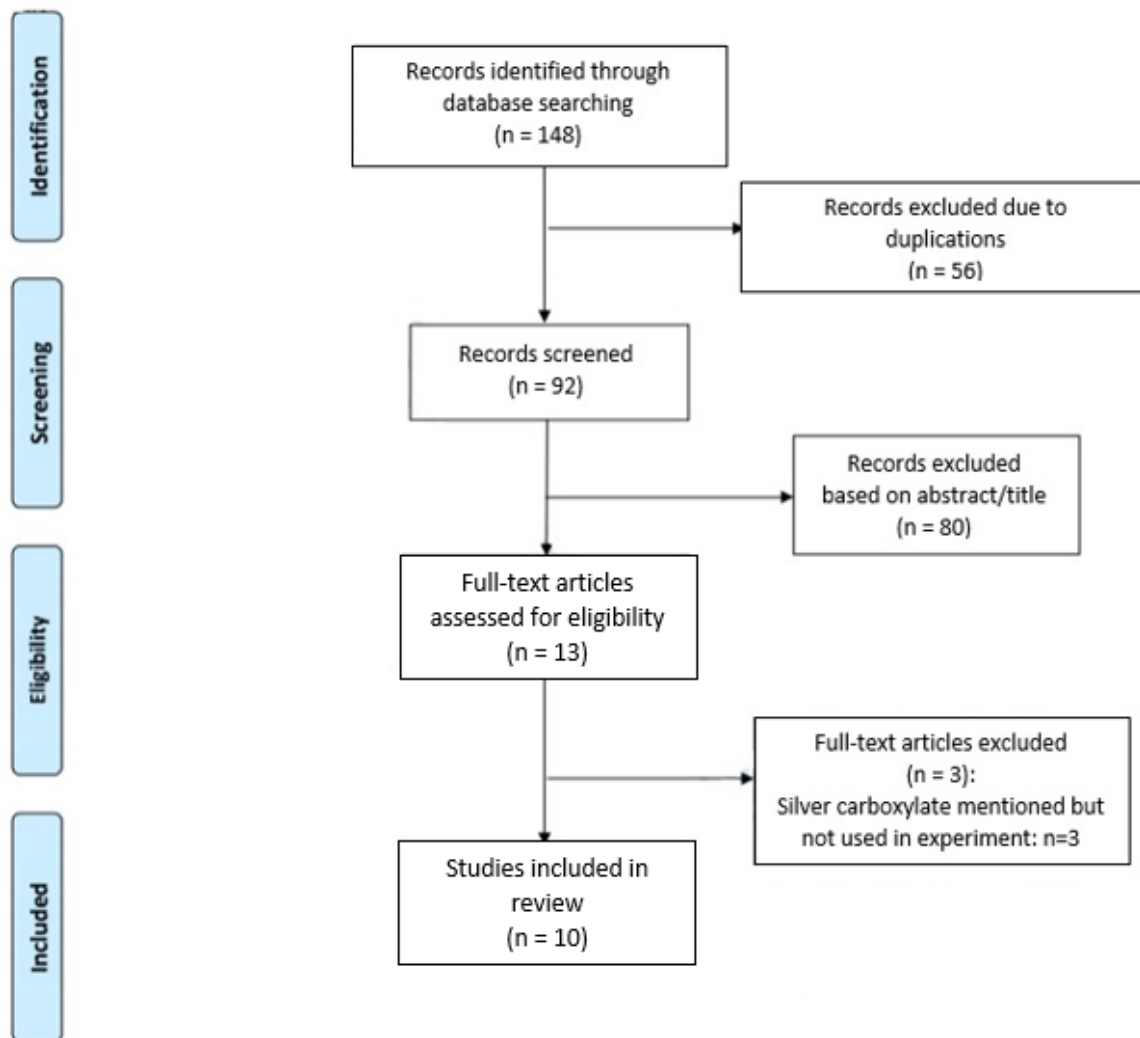 Identification
Records identified through
database searching
(n = 148)
Records excluded due to
duplications
(n = 56)
Screening
Records screened
(n = 92)
Records excluded
based on abstract/title
(n = 80)
Eligibility
Full-text articles
assessed for eligibility
(n = 13)
Full-text articles excluded
(n = 3):
Silver carboxylate mentioned but
not used in experiment: n=3
Included
Studies included in
review
(n = 10)